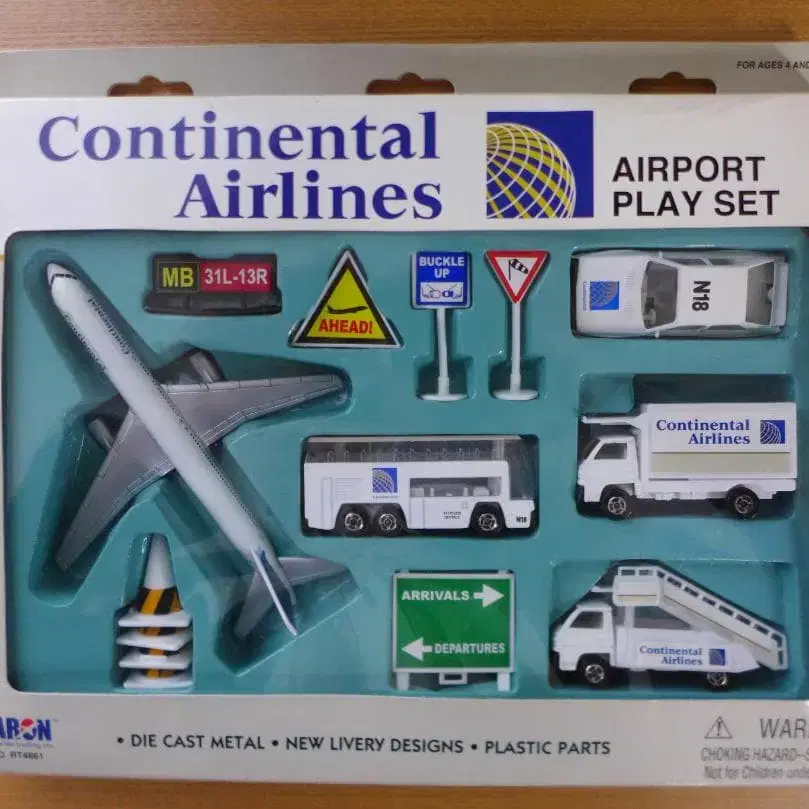 FOR AGES 4 AND
Continental
Airlines
AIRPORT
PLAY SET
MB 31L-13R
AHEAD!
BUCKLE
UP
N18
Continental
Airlines
N18
ARRIVALS
DEPARTURES
Continental
Airlines
ARON
RT4861
• DIE CAST METAL • NEW LIVERY DESIGNS • PLASTIC PARTS
WAR
CHOKING HAZARD-S
Not for Children unde